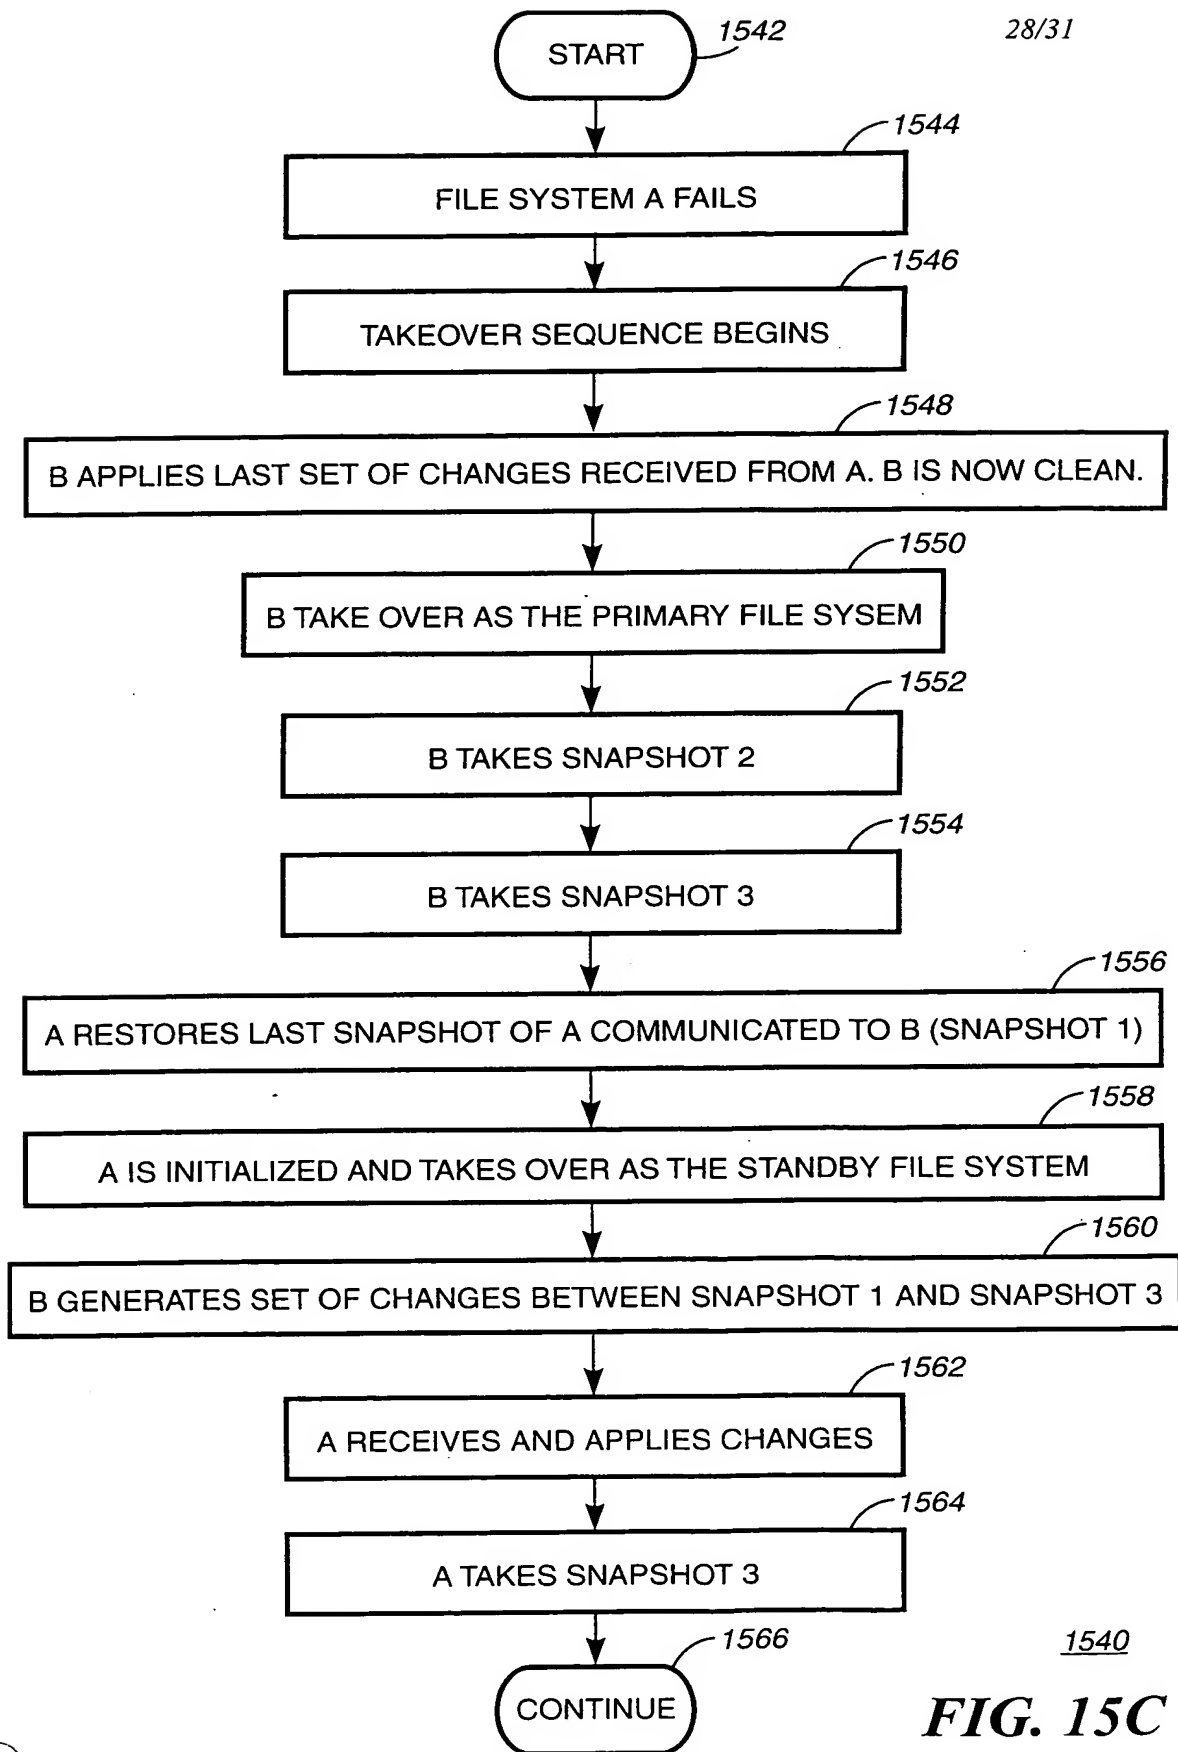 28/31
START
1542
1544
FILE SYSTEM A FAILS
1546
TAKEOVER SEQUENCE BEGINS
1548
B APPLIES LAST SET OF CHANGES RECEIVED FROM A. B IS NOW CLEAN.
1550
B TAKE OVER AS THE PRIMARY FILE SYSEM
1552
B TAKES SNAPSHOT 2
1554
B TAKES SNAPSHOT 3
1556
A RESTORES LAST SNAPSHOT OF A COMMUNICATED TO B (SNAPSHOT 1)
1558
A IS INITIALIZED AND TAKES OVER AS THE STANDBY FILE SYSTEM
1560
B GENERATES SET OF CHANGES BETWEEN SNAPSHOT 1 AND SNAPSHOT 3
1562
A RECEIVES AND APPLIES CHANGES
1564
A TAKES SNAPSHOT 3
1566
CONTINUE
1540
FIG. 15C